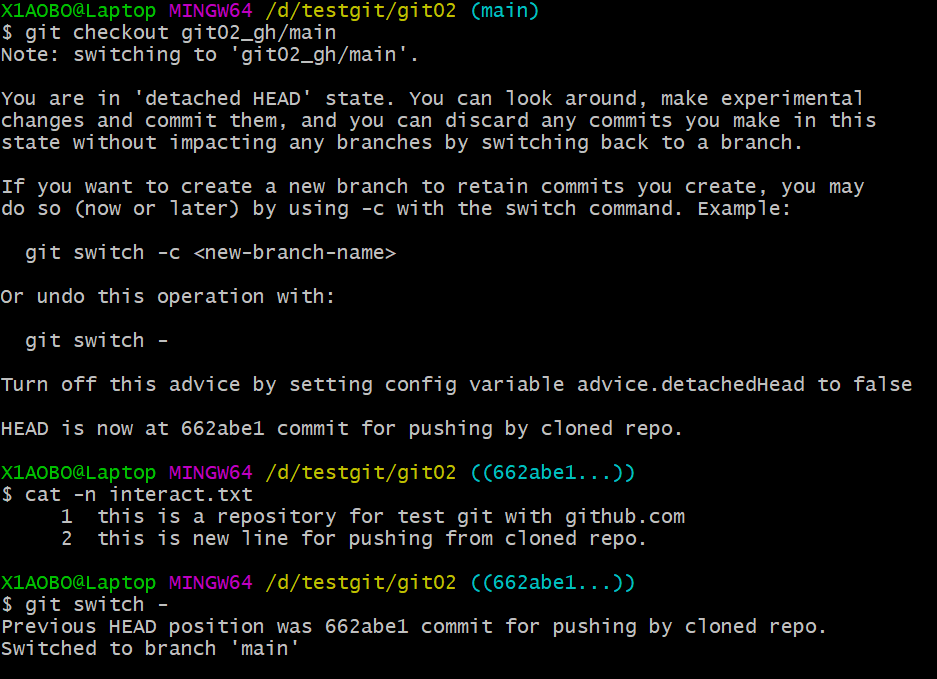 X1AOBO@Laptop MINGW64 /d/testgit/git02 (main)
$ git checkout git02_gh/main
Note: switching to 'git02_gh/main'.
You are in 'detached HEAD' state. You can look around, make experimental
changes and commit them, and you can discard any commits you make in this
state without impacting any branches by switching back to a branch.
If you want to create a new branch to retain commits you create, you may
do so (now or later) by using -c with the switch command. Example:
git switch -c <new-branch-name>
Or undo this operation with:
git switch -
Turn off this advice by setting config variable advice.detachedHead to false
HEAD is now at 662abe1 commit for pushing by cloned repo.
X1AOBO@Laptop MINGW64 /d/testgit/git02 ((662abe1...))
$ cat -n interact.txt
1 this is a repository for test git with github.com
2 this is new line for pushing from cloned repo.
X1AOBO@Laptop MINGW64 /d/testgit/git02 ((662abe1...))
$ git switch -
Previous HEAD position was 662abe1 commit for pushing by cloned repo.
Switched to branch 'main'